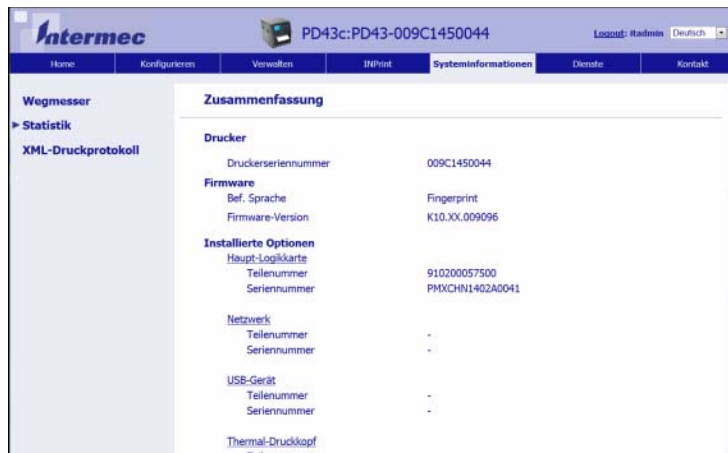 Intermec
PD43c:PD43-009C1450044
Logout: itadmin Deutsch
Home Konfigurieren Verwalten INPrint Systeminformationen Dienste Kontakt
Wegmesser
Statistik
XML-Druckprotokoll
Zusammenfassung
Drucker
Druckerseriennummer 009C1450044
Firmware
Bef. Sprache Fingerprint
Firmware-Version K10.XX.009096
Installierte Optionen
Haupt-Logikkarte
Teilenummer 910200057500
Seriennummer PMXCHN1402A0041
Netzwerk
Teilenummer -
Seriennummer -
USB-Gerät
Teilenummer -
Seriennummer -
Thermal-Druckkopf